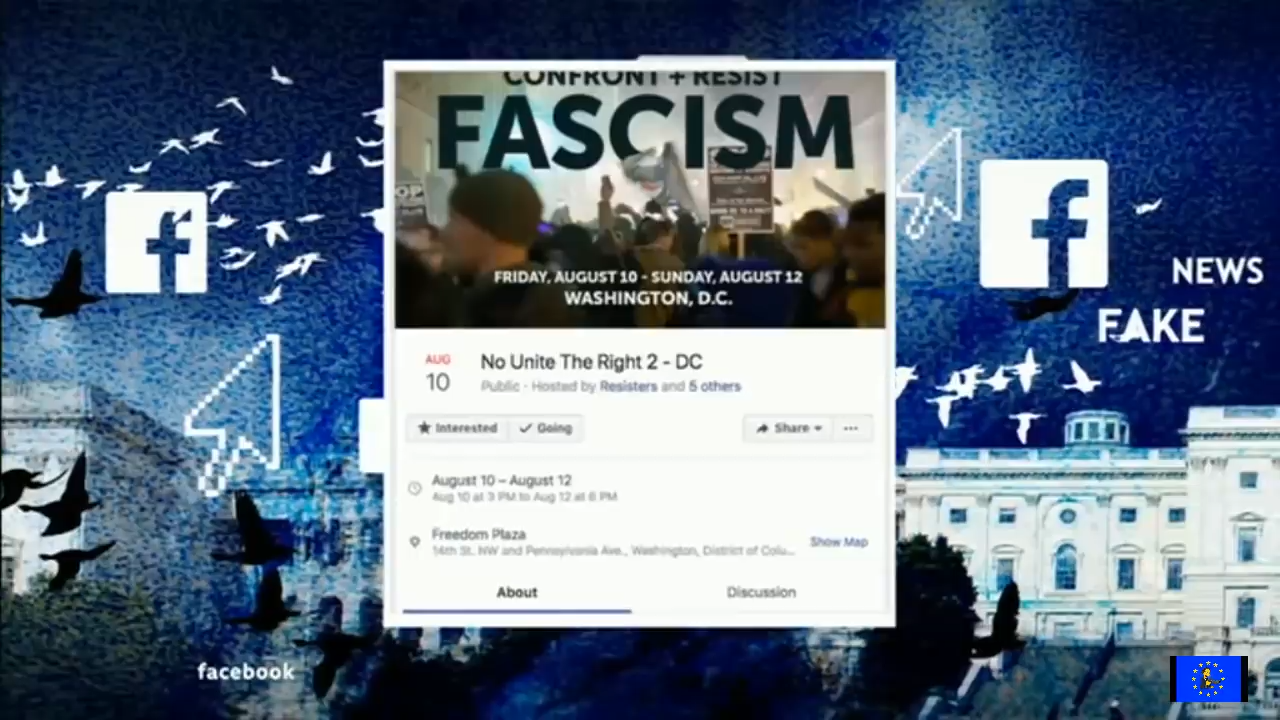 CONFRONT + RESIST
FASCISM
FRIDAY, AUGUST 10 - SUNDAY, AUGUST 12
WASHINGTON, D.C.
AUG
10
No Unite The Right 2 - DC
Public · Hosted by Resisters and 5 others
Interested
Going
Share
August 10 – August 12
Aug 10 at 3 PM to Aug 12 at 6 PM
Freedom Plaza
14th St. NW and Pennsylvania Ave., Washington, District of Colu...
Show Map
About
Discussion
NEWS
FAKE
facebook